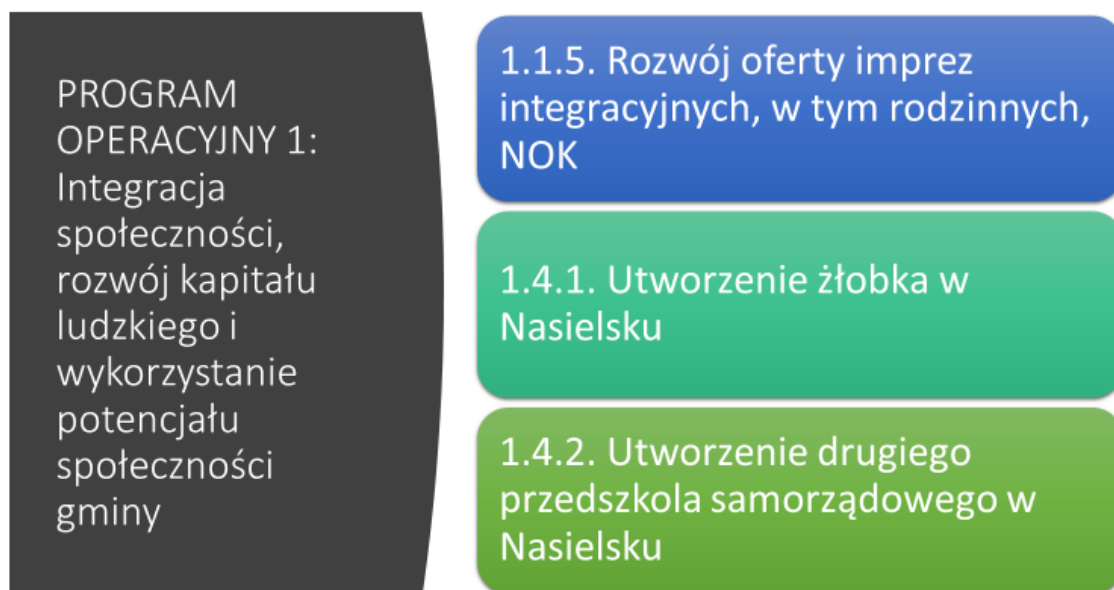 PROGRAM
OPERACYJNY 1:
Integracja
społeczności,
rozwój kapitału
ludzkiego i
wykorzystanie
potencjału
społeczności
gminy
1.1.5. Rozwój oferty imprez
integracyjnych, w tym rodzinnych,
NOK
1.4.1. Utworzenie żłobka w
Nasielsku
1.4.2. Utworzenie drugiego
przedszkola samorządowego w
Nasielsku